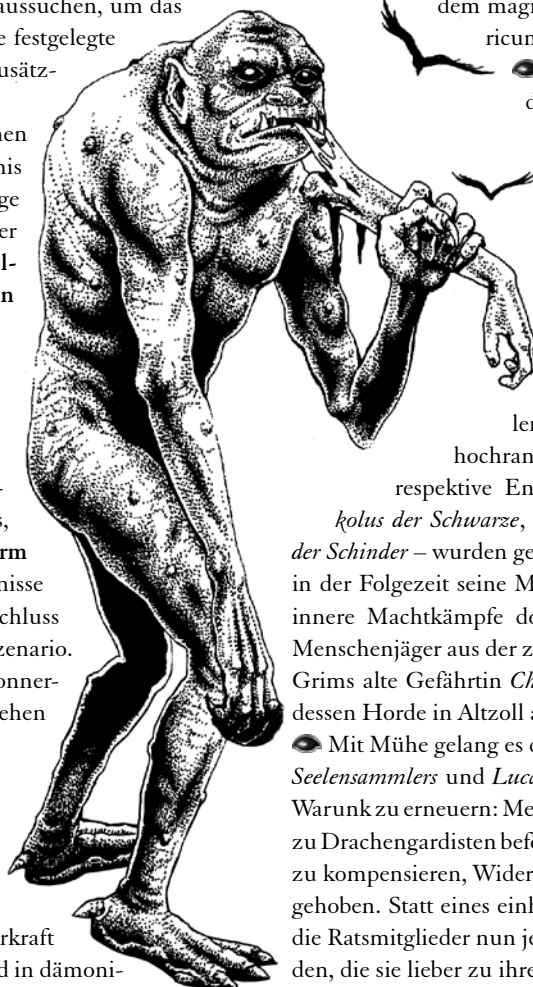 aussuchen, um das
e festgelegte
usätz-
nen
nis
ge
er
l-
n
-
s,
rm
nisse
chluss
zenario.
onner-
ehen
rkraft
d in dämoni-
dem magi
ricun
d
ler
hochran
respektive En
kolus der Schwarze,
der Schinder – wurden ge
in der Folgezeit seine M
innere Machtkämpfe do
Menschenjäger aus der z
Grims alte Gefährtin Ch
dessen Horde in Altzoll a
Mit Mühe gelang es d
Seelensammlers und Luca
Warunk zu erneuern: Me
zu Drachengardisten befö
zu kompensieren, Wider
gehoben. Statt eines einh
die Ratsmitglieder nun je
den, die sie lieber zu ihre